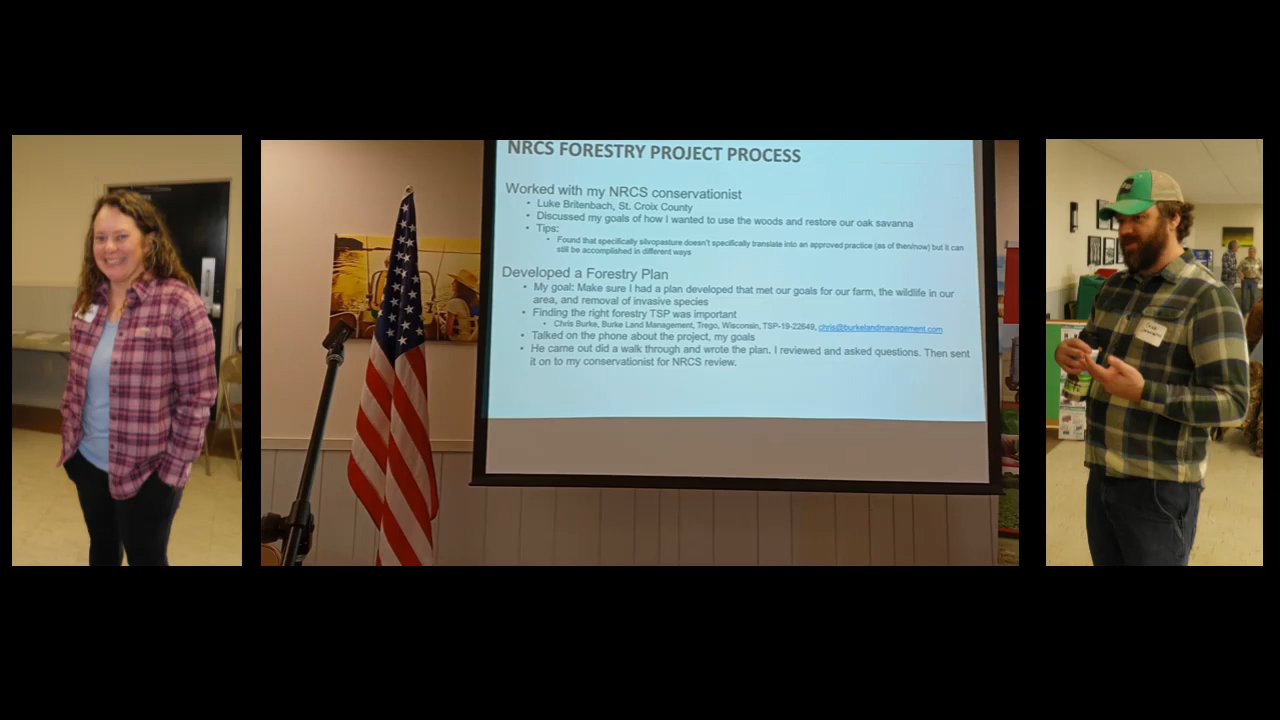 NRCS FORESTRY PROJECT PROCESS
Worked with my NRCS conservationist
• Luke Britenbach, St. Croix County
• Discussed my goals of how I wanted to use the woods and restore our oak savanna
• Tips:
• Found that specifically silvopasture doesn't specifically translate into an approved practice (as of then/now) but it can
still be accomplished in different ways
Developed a Forestry Plan
• My goal: Make sure I had a plan developed that met our goals for our farm, the wildlife in our
area, and removal of invasive species
• Finding the right forestry TSP was important
• Chris Burke, Burke Land Management, Trego, Wisconsin, TSP-19-22649, chris@burkelandmanagement.com
• Talked on the phone about the project, my goals
• He came out did a walk through and wrote the plan. I reviewed and asked questions. Then sent
it on to my conservationist for NRCS review.